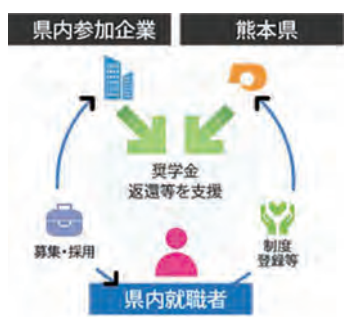 県内参加企業
熊本県
奨学金
返還等を支援
募集・採用
制度
登録等
県内就職者